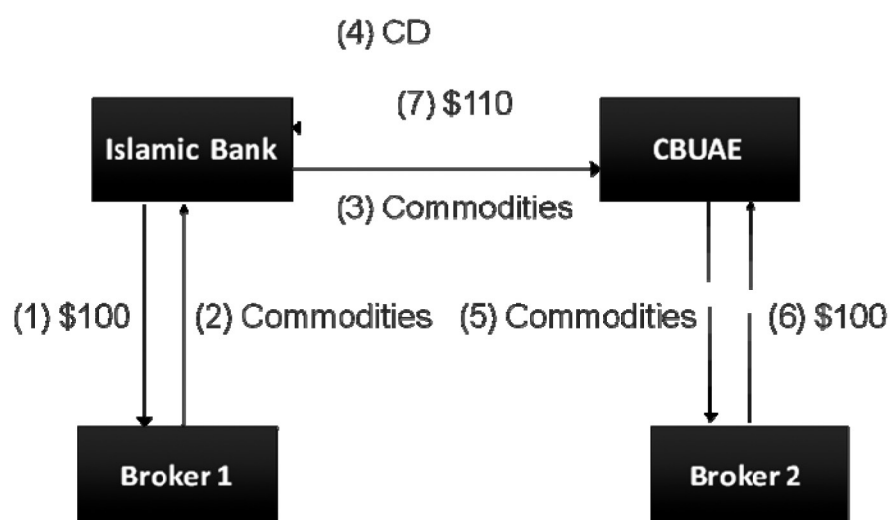 (4) CD
(7) $110
Islamic Bank
CBUAE
(3) Commodities
(1) $100
(2) Commodities
(5) Commodities
(6) $100
Broker 1
Broker 2